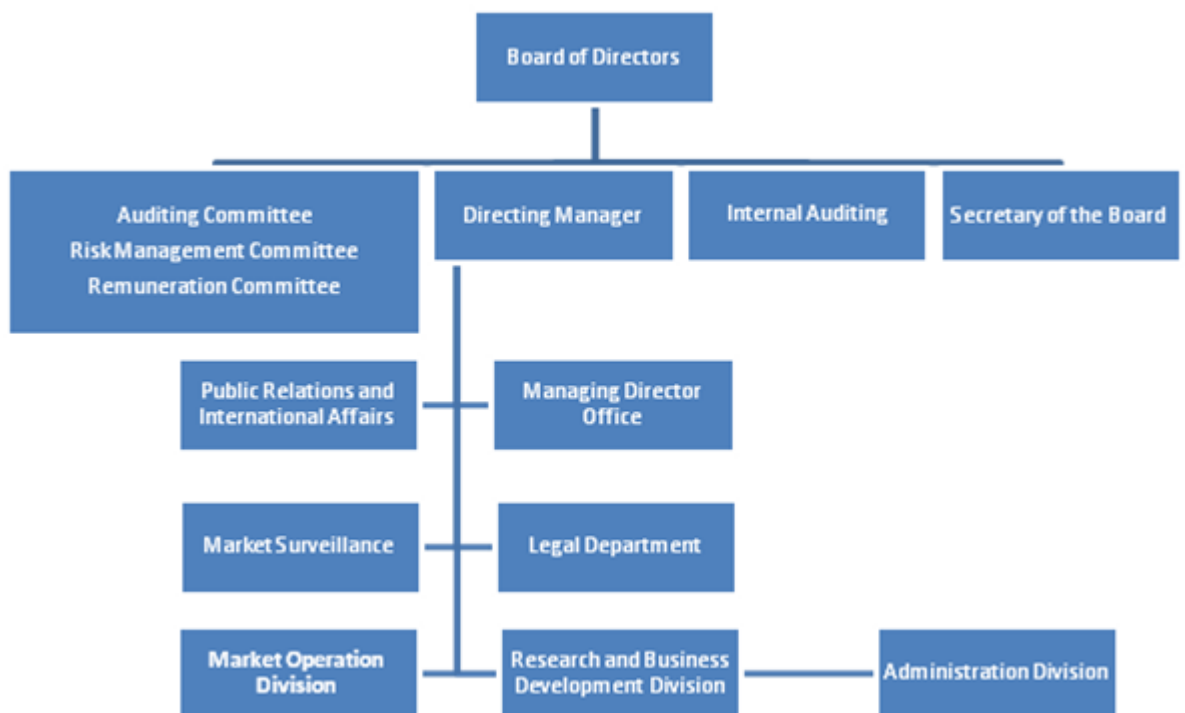 Board of Directors
Auditing Committee
Risk Management Committee
Remuneration Committee
Directing Manager
Internal Auditing
Secretary of the Board
Public Relations and
International Affairs
Managing Director
Office
Market Surveillance
Legal Department
Market Operation
Division
Research and Business
Development Division
Administration Division